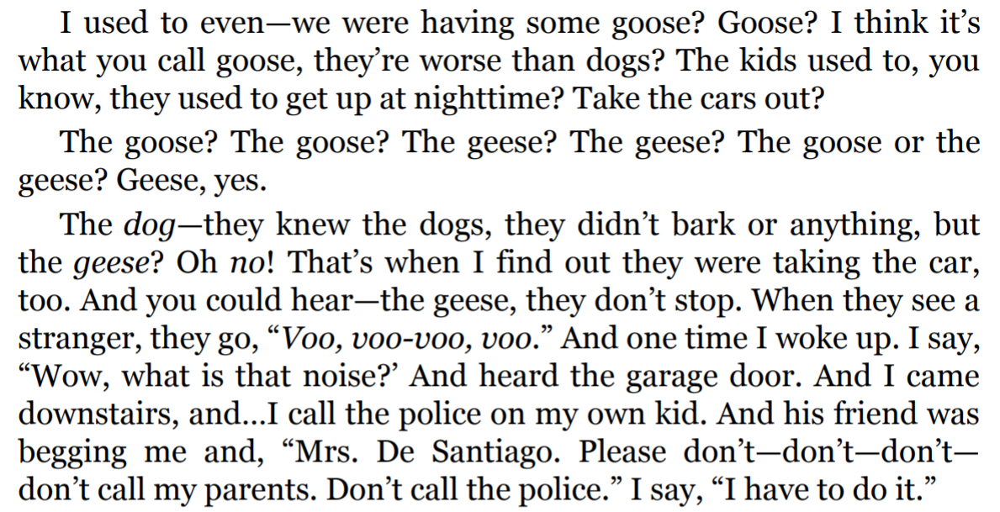 I used to even—we were having some goose? Goose? I think it’s
what you call goose, they’re worse than dogs? The kids used to, you
know, they used to get up at nighttime? Take the cars out?
The goose? The goose? The geese? The geese? The goose or the
geese? Geese, yes.
The dog—they knew the dogs, they didn’t bark or anything, but
the geese? Oh no! That’s when I find out they were taking the car,
too. And you could hear—the geese, they don’t stop. When they see a
stranger, they go, “Voo, voo-voo, voo.” And one time I woke up. I say,
“Wow, what is that noise?’ And heard the garage door. And I came
downstairs, and...I call the police on my own kid. And his friend was
begging me and, “Mrs. De Santiago. Please don’t—don’t—don’t—
don’t call my parents. Don’t call the police.” I say, “I have to do it.”